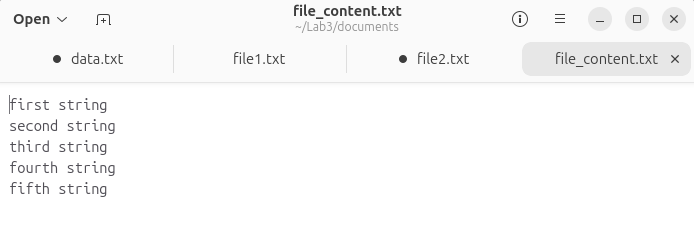 Open
file_content.txt
~/Lab3/documents
data.txt
file1.txt
file2.txt
file_content.txt
first string
second string
third string
fourth string
fifth string